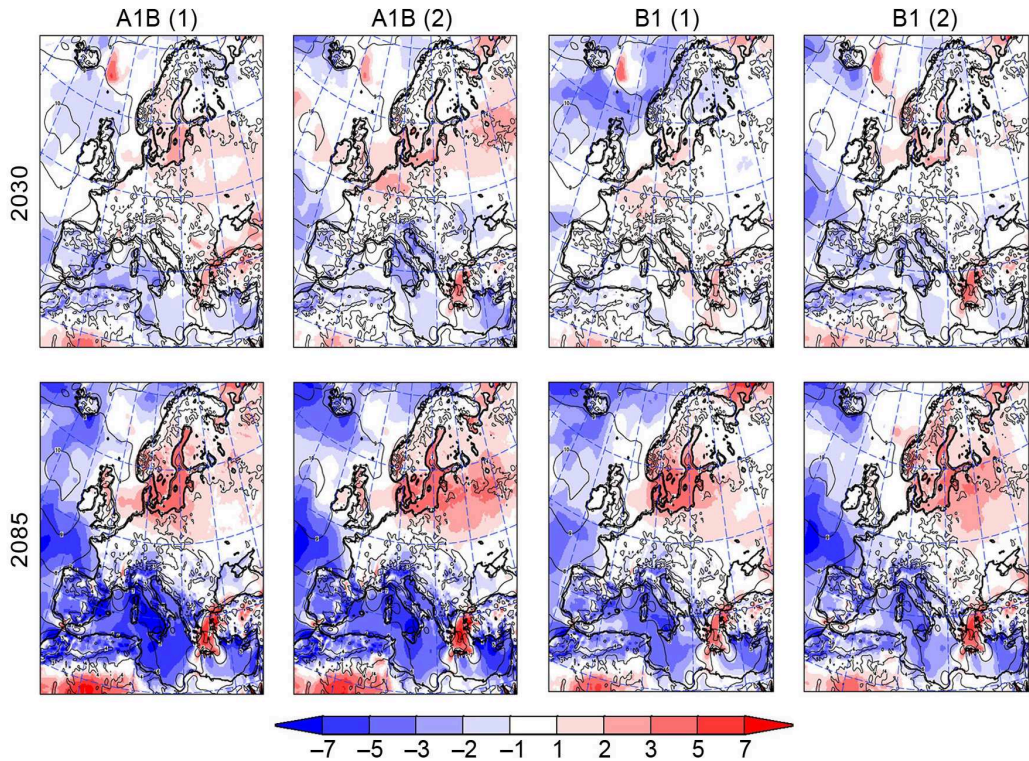 A1B (1) A1B (2) B1 (1) B1 (2)
2030
2085
–7 –5 –3 –2 –1 1 2 3 5 7